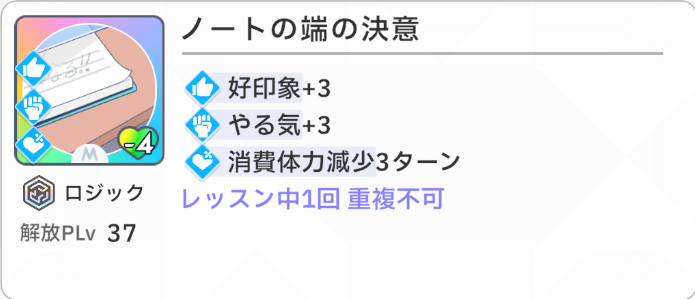 ノートの端の決意
好印象+3
やる気+3
消費体力減少3ターン
レッスン中1回 重複不可
-4
M
ロジック
解放PLv 37